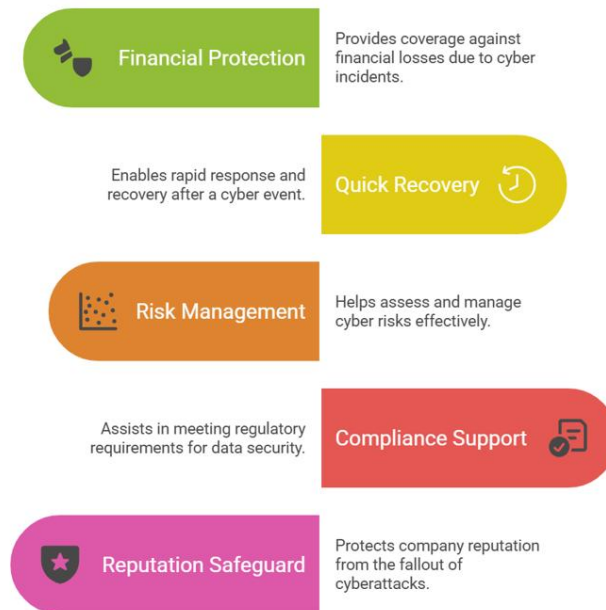 Financial Protection
Provides coverage against
financial losses due to cyber
incidents.
Enables rapid response and
recovery after a cyber event.
Quick Recovery
Risk Management
Helps assess and manage
cyber risks effectively.
Assists in meeting regulatory
requirements for data security.
Compliance Support
Reputation Safeguard
Protects company reputation
from the fallout of
cyberattacks.